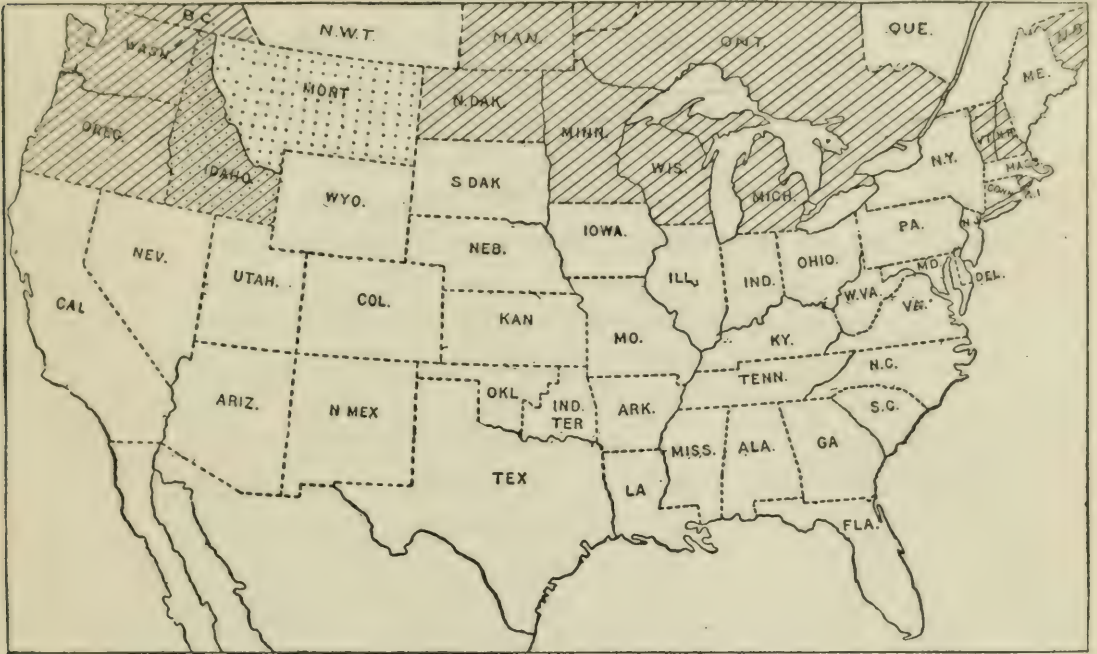 B.C.
N.W.T.
MAN.
ONT.
QUE.
N.B
WASH.
MONT
N.DAK.
MINN.
ME.
OREG.
IDAHO.
WYO.
S DAK
WIS.
MICH.
N.Y.
VT.
N.H.
MASS
CONN.
R.I
NEV.
UTAH.
NEB.
IOWA.
PA.
N.J.
CAL
COL.
KAN
ILL.
IND.
OHIO.
MD.
DEL.
W.VA.
VA.
MO.
KY.
ARIZ.
N MEX
OKL
IND.
TER
ARK.
TENN.
N.C.
S.C.
TEX
LA
MISS.
ALA.
GA
FLA.